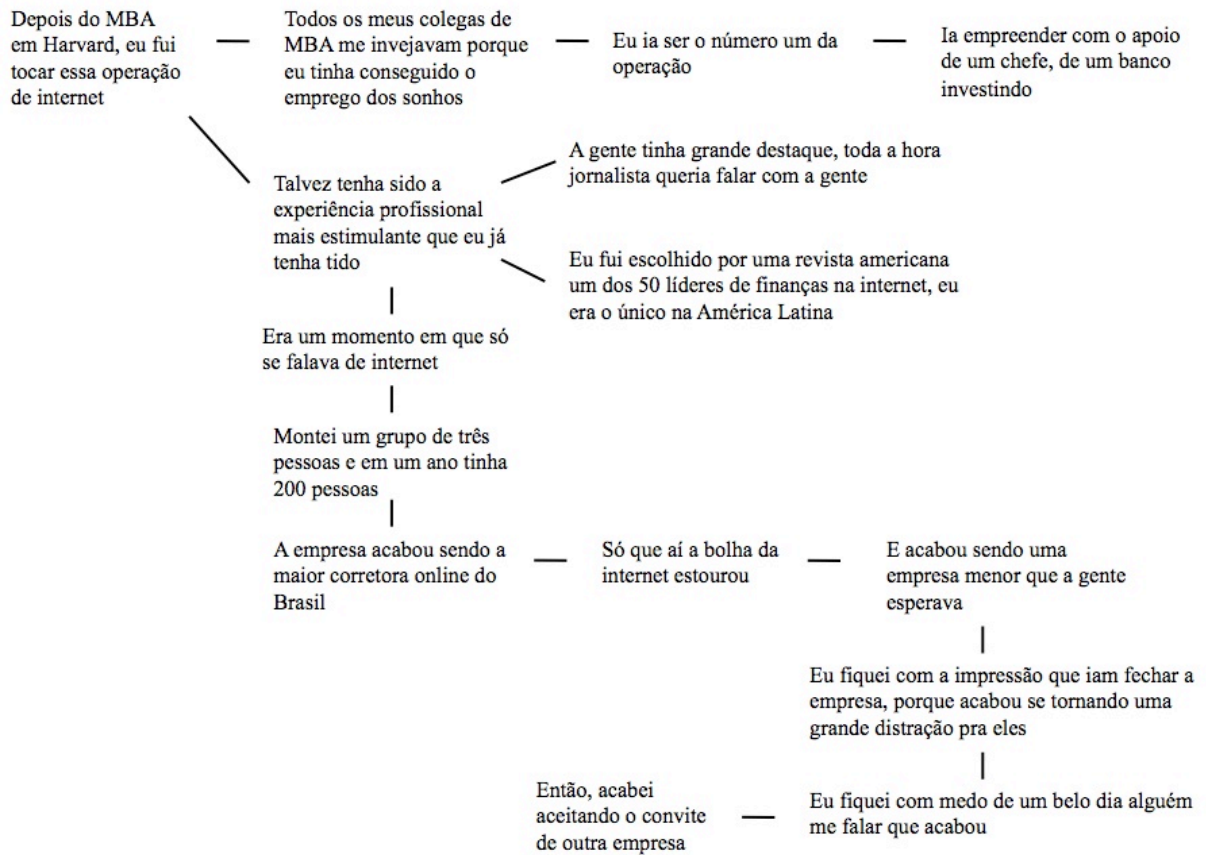 Depois do MBA
em Harvard, eu fui
tocar essa operação
de internet
Todos os meus colegas de
MBA me invejavam porque
eu tinha conseguido o
emprego dos sonhos
Eu ia ser o número um da
operação
Ia empreender com o apoio
de um chefe, de um banco
investindo
A gente tinha grande destaque, toda a hora
jornalista queria falar com a gente
Talvez tenha sido a
experiência profissional
mais estimulante que eu já
tenha tido
Eu fui escolhido por uma revista americana
um dos 50 líderes de finanças na internet, eu
era o único na América Latina
Era um momento em que só
se falava de internet
Montei um grupo de três
pessoas e em um ano tinha
200 pessoas
A empresa acabou sendo a
maior corretora online do
Brasil
Só que aí a bolha da
internet estourou
E acabou sendo uma
empresa menor que a gente
esperava
Eu fiquei com a impressão que iam fechar a
empresa, porque acabou se tornando uma
grande distração pra eles
Eu fiquei com medo de um belo dia alguém
me falar que acabou
Então, acabei
aceitando o convite
de outra empresa